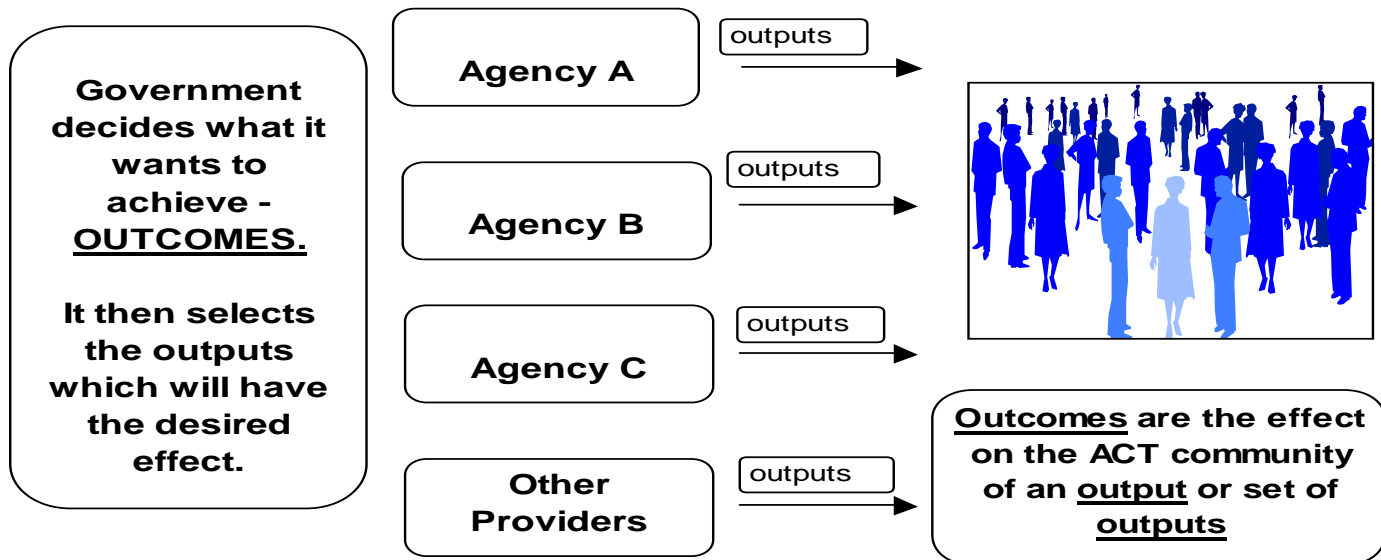 Government
decides what it
wants to
achieve -
OUTCOMES.
It then selects
the outputs
which will have
the desired
effect.
Agency A
outputs
Agency B
outputs
Agency C
outputs
Other
Providers
outputs
Outcomes are the effect
on the ACT community
of an output or set of
outputs